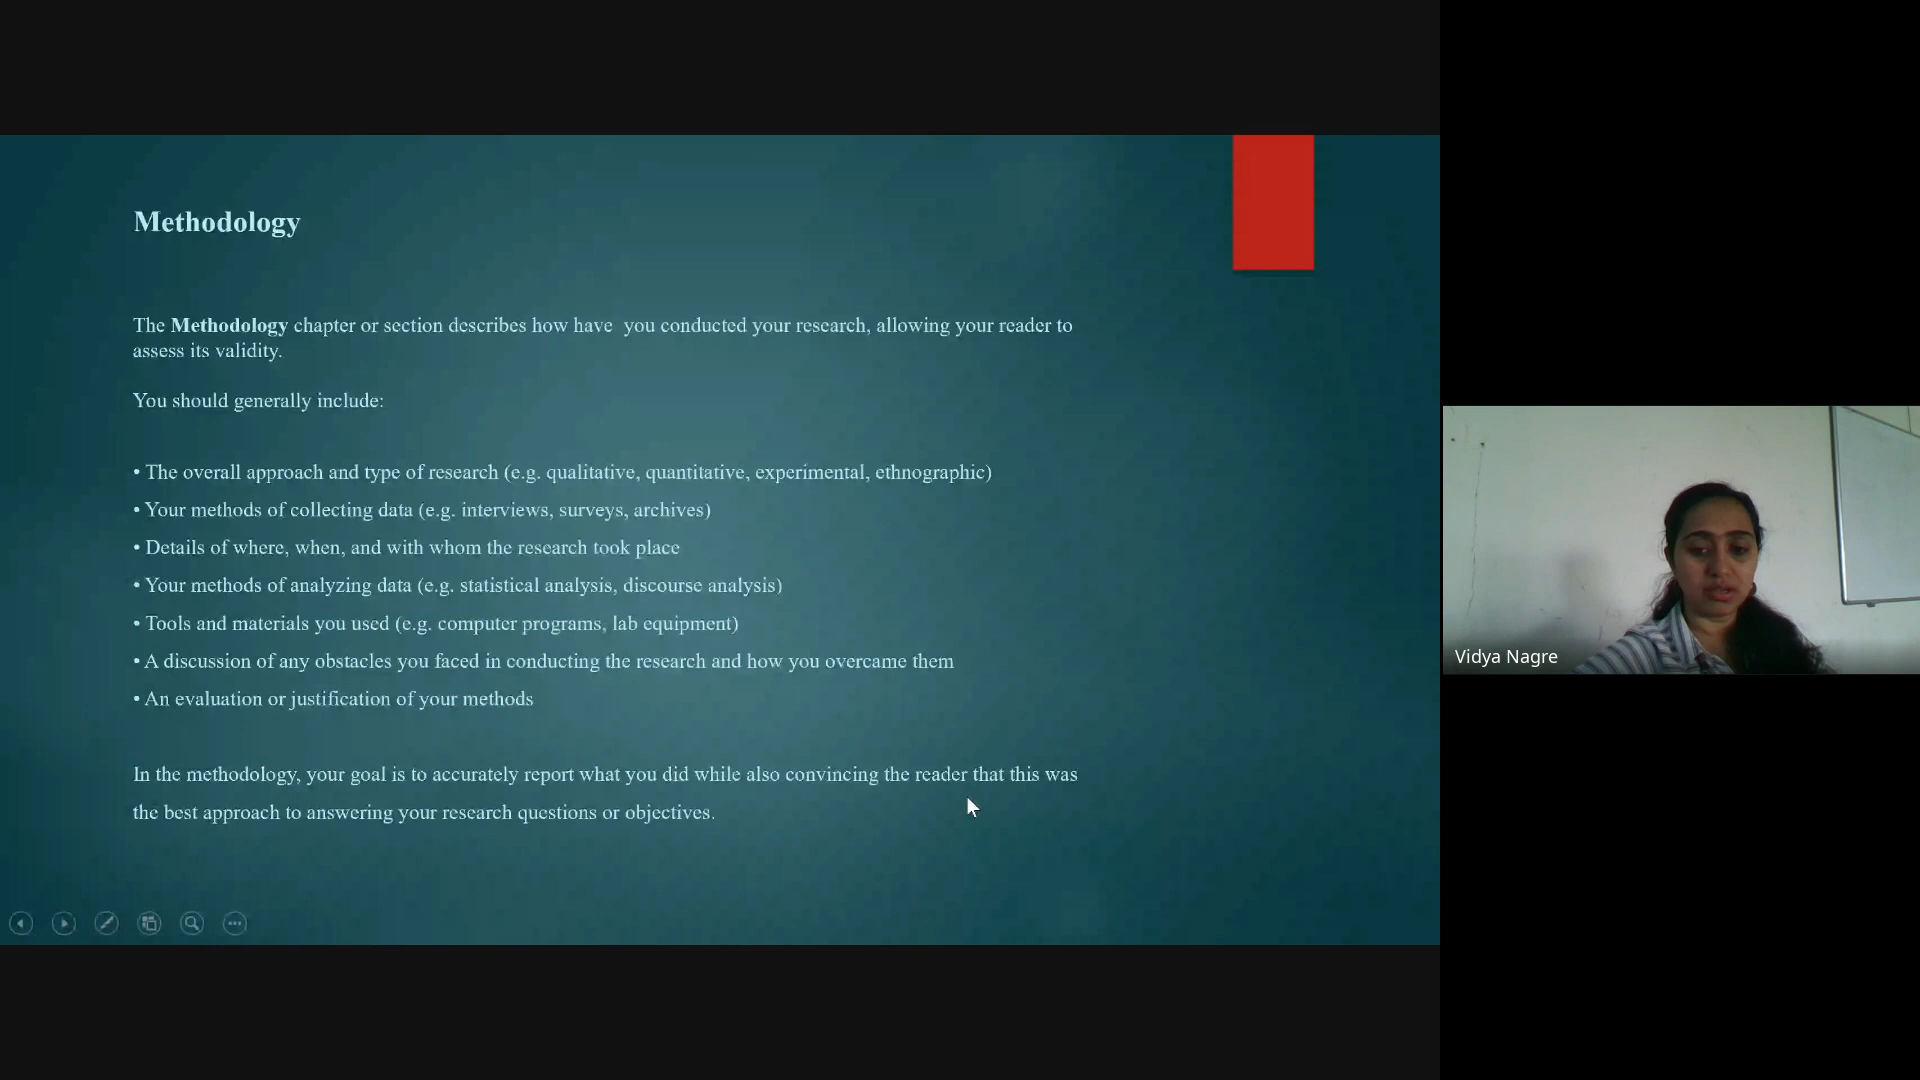 Methodology
The Methodology chapter or section describes how have  you conducted your research, allowing your reader to
assess its validity.
You should generally include:
• The overall approach and type of research (e.g. qualitative, quantitative, experimental, ethnographic)
• Your methods of collecting data (e.g. interviews, surveys, archives)
• Details of where, when, and with whom the research took place
• Your methods of analyzing data (e.g. statistical analysis, discourse analysis)
• Tools and materials you used (e.g. computer programs, lab equipment)
• A discussion of any obstacles you faced in conducting the research and how you overcame them
• An evaluation or justification of your methods
In the methodology, your goal is to accurately report what you did while also convincing the reader that this was
the best approach to answering your research questions or objectives.
Vidya Nagre